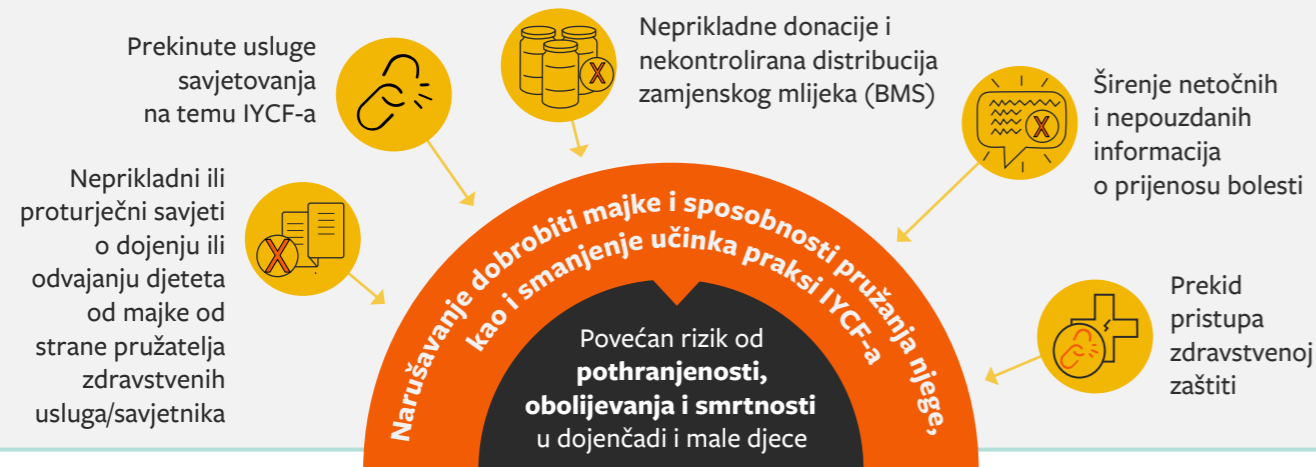 Neprikladni ili
proturječni savjeti
o dojenju ili
odvajanju djeteta
od majke od
strane pružatelja
zdravstvenih
usluga/savjetnika
Prekinute usluge
savjetovanja
na temu IYCF-a
Neprikladne donacije i
nekontrolirana distribucija
zamjenskog mlijeka (BMS)
Širenje netočnih
i nepouzdanih
informacija
o prijenosu bolesti
Prekid
pristupa
zdravstvenoj
zaštiti
Narušavanje dobrobiti majke i sposobnosti pružanja njege,
kao i smanjenje učinka praksi IYCF-a
Povećan rizik od
pothranjenosti,
obolijevanja i smrtnosti
u dojenčadi i male djece